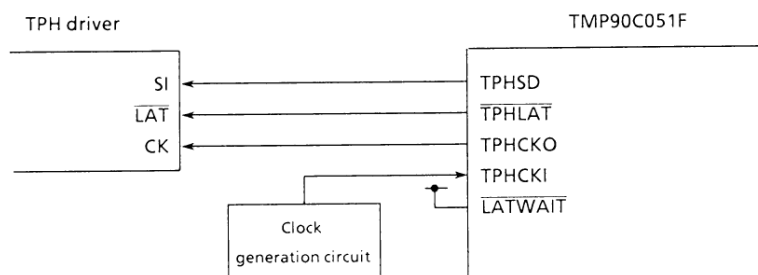 TPH driver
TMP90C051F
SI
TPHSD
LAT
TPHLAT
CK
TPHCKO
TPHCKI
LATWAIT
Clock
generation circuit